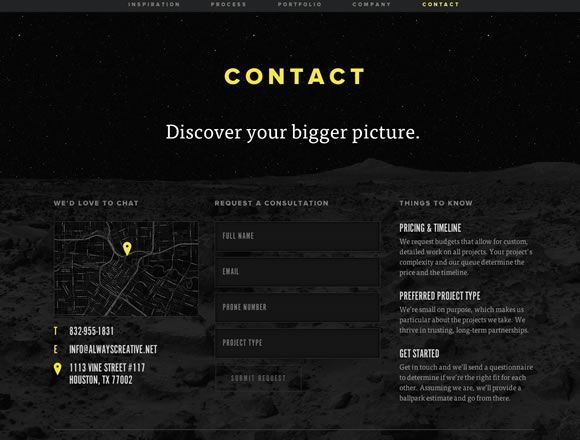 INSPIRATION PROCESS PORTFOLIO COMPANY CONTACT
CONTACT
Discover your bigger picture.
WE'D LOVE TO CHAT
T 832-955-1831
E INFO@ALWAYSCREATIVE.NET
1113 VINE STREET #117
HOUSTON, TX 77002
REQUEST A CONSULTATION
FULL NAME
EMAIL
PHONE NUMBER
PROJECT TYPE
SUBMIT REQUEST
THINGS TO KNOW
PRICING & TIMELINE
We request budgets that allow for custom,
detailed work on all projects. Your project's
complexity and our queue determine the
price and the timeline.
PREFERRED PROJECT TYPE
We're small on purpose, which makes us
particular about the projects we take. We
thrive in trusting, long-term partnerships.
GET STARTED
Get in touch and we'll send a questionnaire
to determine if we're the right fit for each
other. Assuming we are, we'll provide a
ballpark estimate and go from there.